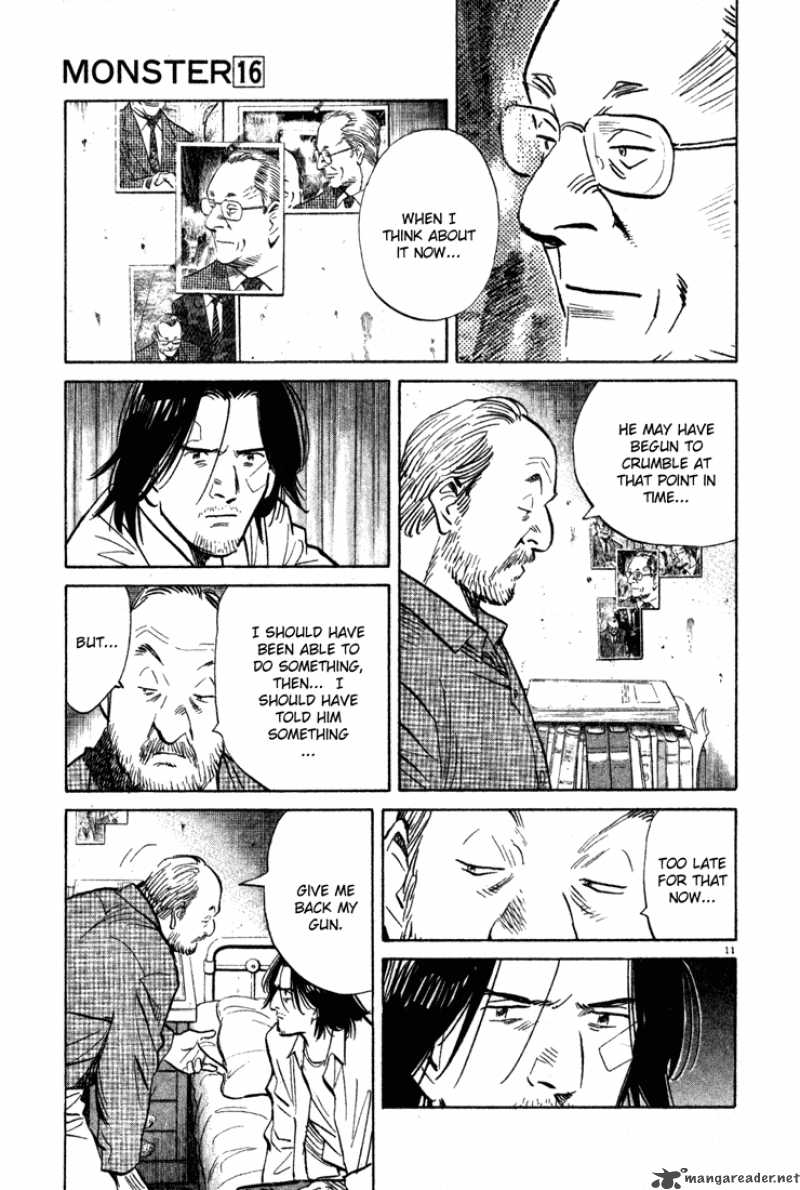 MONSTER 16
WHEN I
THINK ABOUT
IT NOW...
HE MAY HAVE
BEGUN TO
CRUMBLE AT
THAT POINT IN
TIME...
BUT...
I SHOULD HAVE
BEEN ABLE TO
DO SOMETHING,
THEN... I
SHOULD HAVE
TOLD HIM
SOMETHING
...
TOO LATE
FOR THAT
NOW...
GIVE ME
BACK MY
GUN.
11
mangareader.net